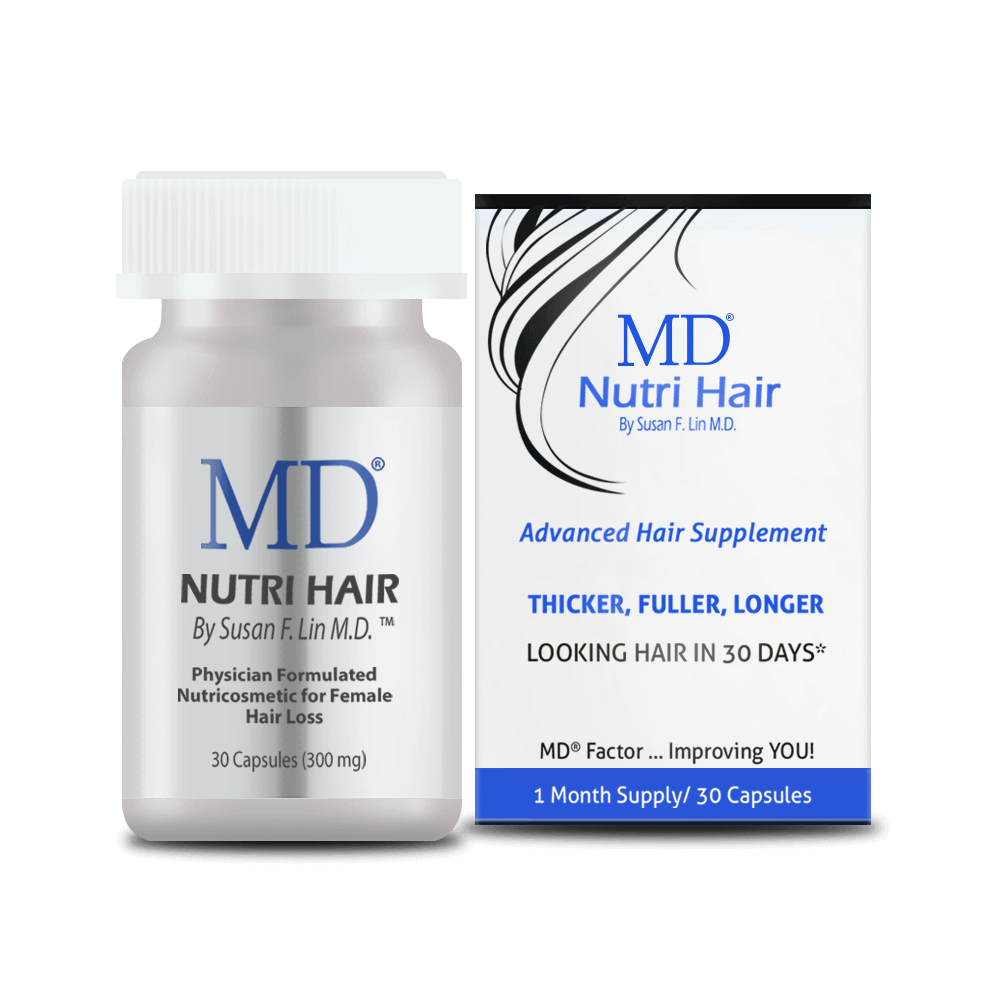 MD®
NUTRI HAIR
By Susan F. Lin M.D. ™
Physician Formulated
Nutricosmetic for Female
Hair Loss
30 Capsules (300 mg)
MD®
Nutri Hair
By Susan F. Lin M.D.
Advanced Hair Supplement
THICKER, FULLER, LONGER
LOOKING HAIR IN 30 DAYS*
MD® Factor ... Improving YOU!
1 Month Supply/ 30 Capsules